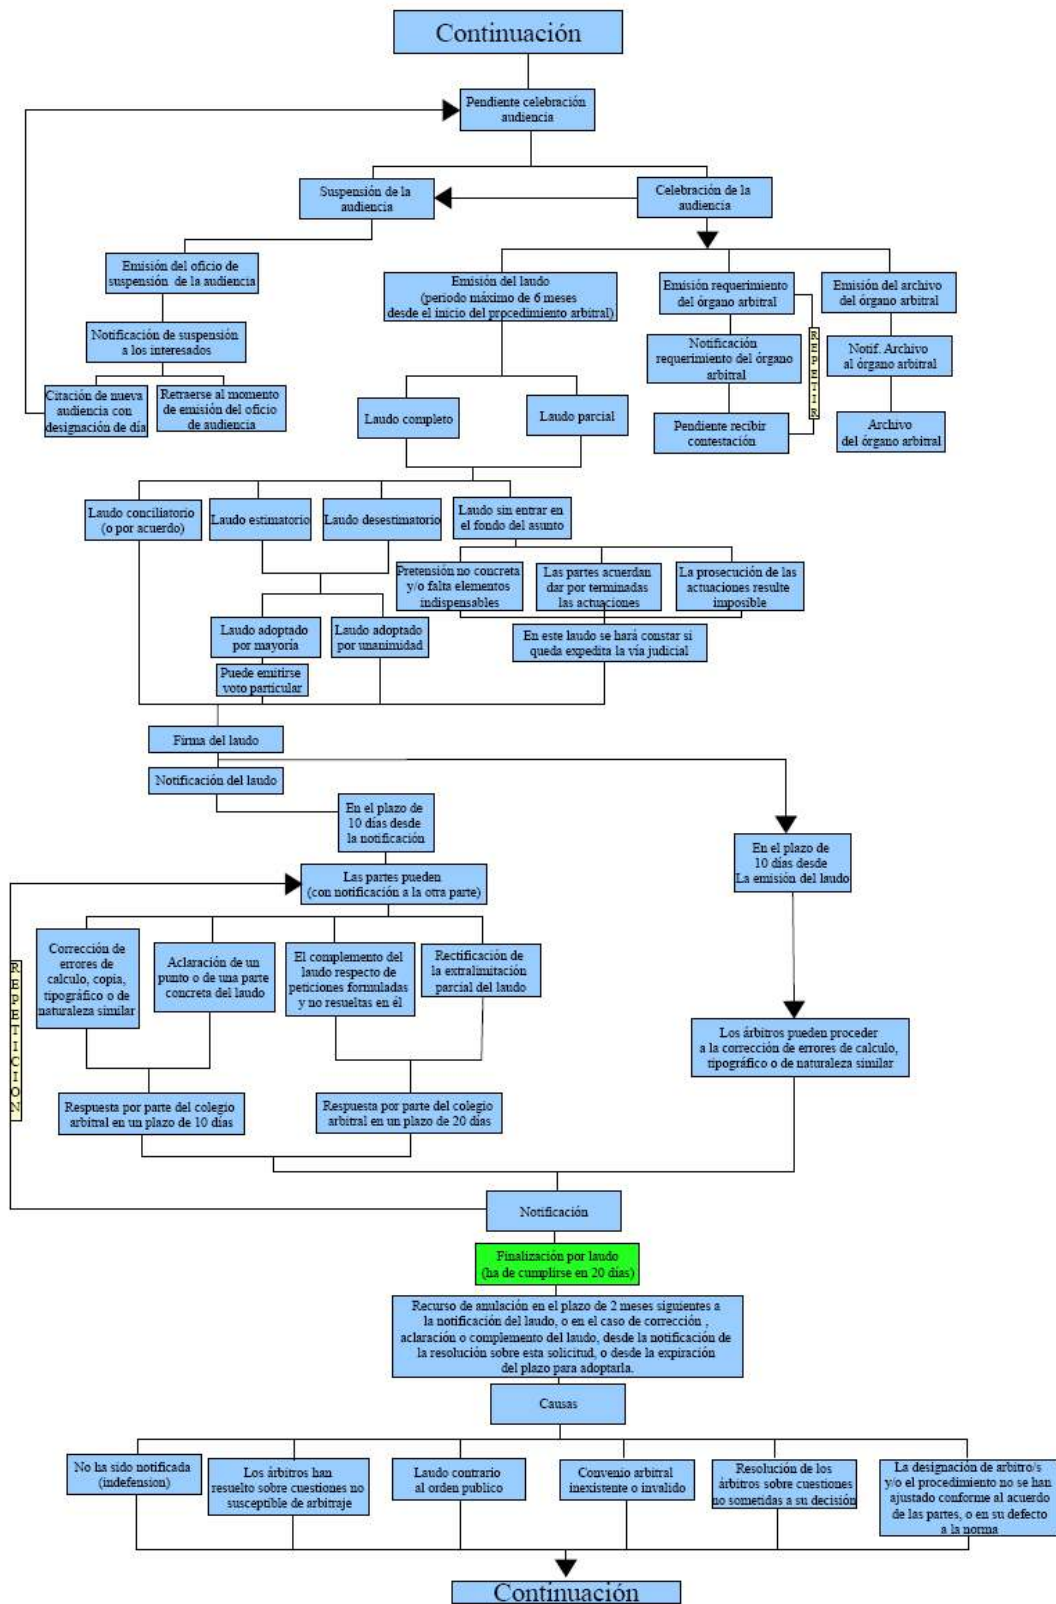 Continuación
Pendiente celebración
audiencia
Suspensión de la
audiencia
Celebración de la
audiencia
Emisión del oficio de
suspensión de la audiencia
Emisión del laudo
(período máximo de 6 meses
desde el inicio del procedimiento arbitral)
Emisión requerimiento
del órgano arbitral
Emisión del archivo
del órgano arbitral
Notificación de suspensión
a los interesados
Notificación
requerimiento del órgano
arbitral
REPETIR
Notif. Archivo
al órgano arbitral
Citación de nueva
audiencia con
designación de día
Retraerse al momento
de emisión del oficio
de audiencia
Laudo completo
Laudo parcial
Pendiente recibir
contestación
Archivo
del órgano arbitral
Laudo conciliatorio
(o por acuerdo)
Laudo estimatorio
Laudo desestimatorio
Laudo sin entrar en
el fondo del asunto
Pretensión no concreta
y/o falta elementos
indispensables
Las partes acuerdan
dar por terminadas
las actuaciones
La prosecución de las
actuaciones resulte
imposible
Laudo adoptado
por mayoría
Laudo adoptado
por unanimidad
En este laudo se hará constar si
queda expedita la vía judicial
Puede emitirse
voto particular
Firma del laudo
Notificación del laudo
En el plazo de
10 días desde
la notificación
En el plazo de
10 días desde
La emisión del laudo
Las partes pueden
(con notificación a la otra parte)
REPETICION
Corrección de
errores de
calculo, copia,
tipográfico o de
naturaleza similar
Aclaración de un
punto o de una parte
concreta del laudo
El complemento del
laudo respecto de
peticiones formuladas
y no resueltas en él
Rectificación de
la extralimitación
parcial del laudo
Los árbitros pueden proceder
a la corrección de errores de calculo,
tipográfico o de naturaleza similar
Respuesta por parte del colegio
arbitral en un plazo de 10 días
Respuesta por parte del colegio
arbitral en un plazo de 20 días
Notificación
Finalización por laudo
(ha de cumplirse en 20 días)
Recurso de anulación en el plazo de 2 meses siguientes a
la notificación del laudo, o en el caso de corrección ,
aclaración o complemento del laudo, desde la notificación de
la resolución sobre esta solicitud, o desde la expiración
del plazo para adoptarla.
Causas
No ha sido notificada
(indefension)
Los árbitros han
resuelto sobre cuestiones no
susceptible de arbitraje
Laudo contrario
al orden publico
Convenio arbitral
inexistente o invalido
Resolución de los
árbitros sobre cuestiones
no sometidas a su decisión
La designación de arbitro/s
y/o el procedimiento no se han
ajustado conforme al acuerdo
de las partes, o en su defecto
a la norma
Continuación